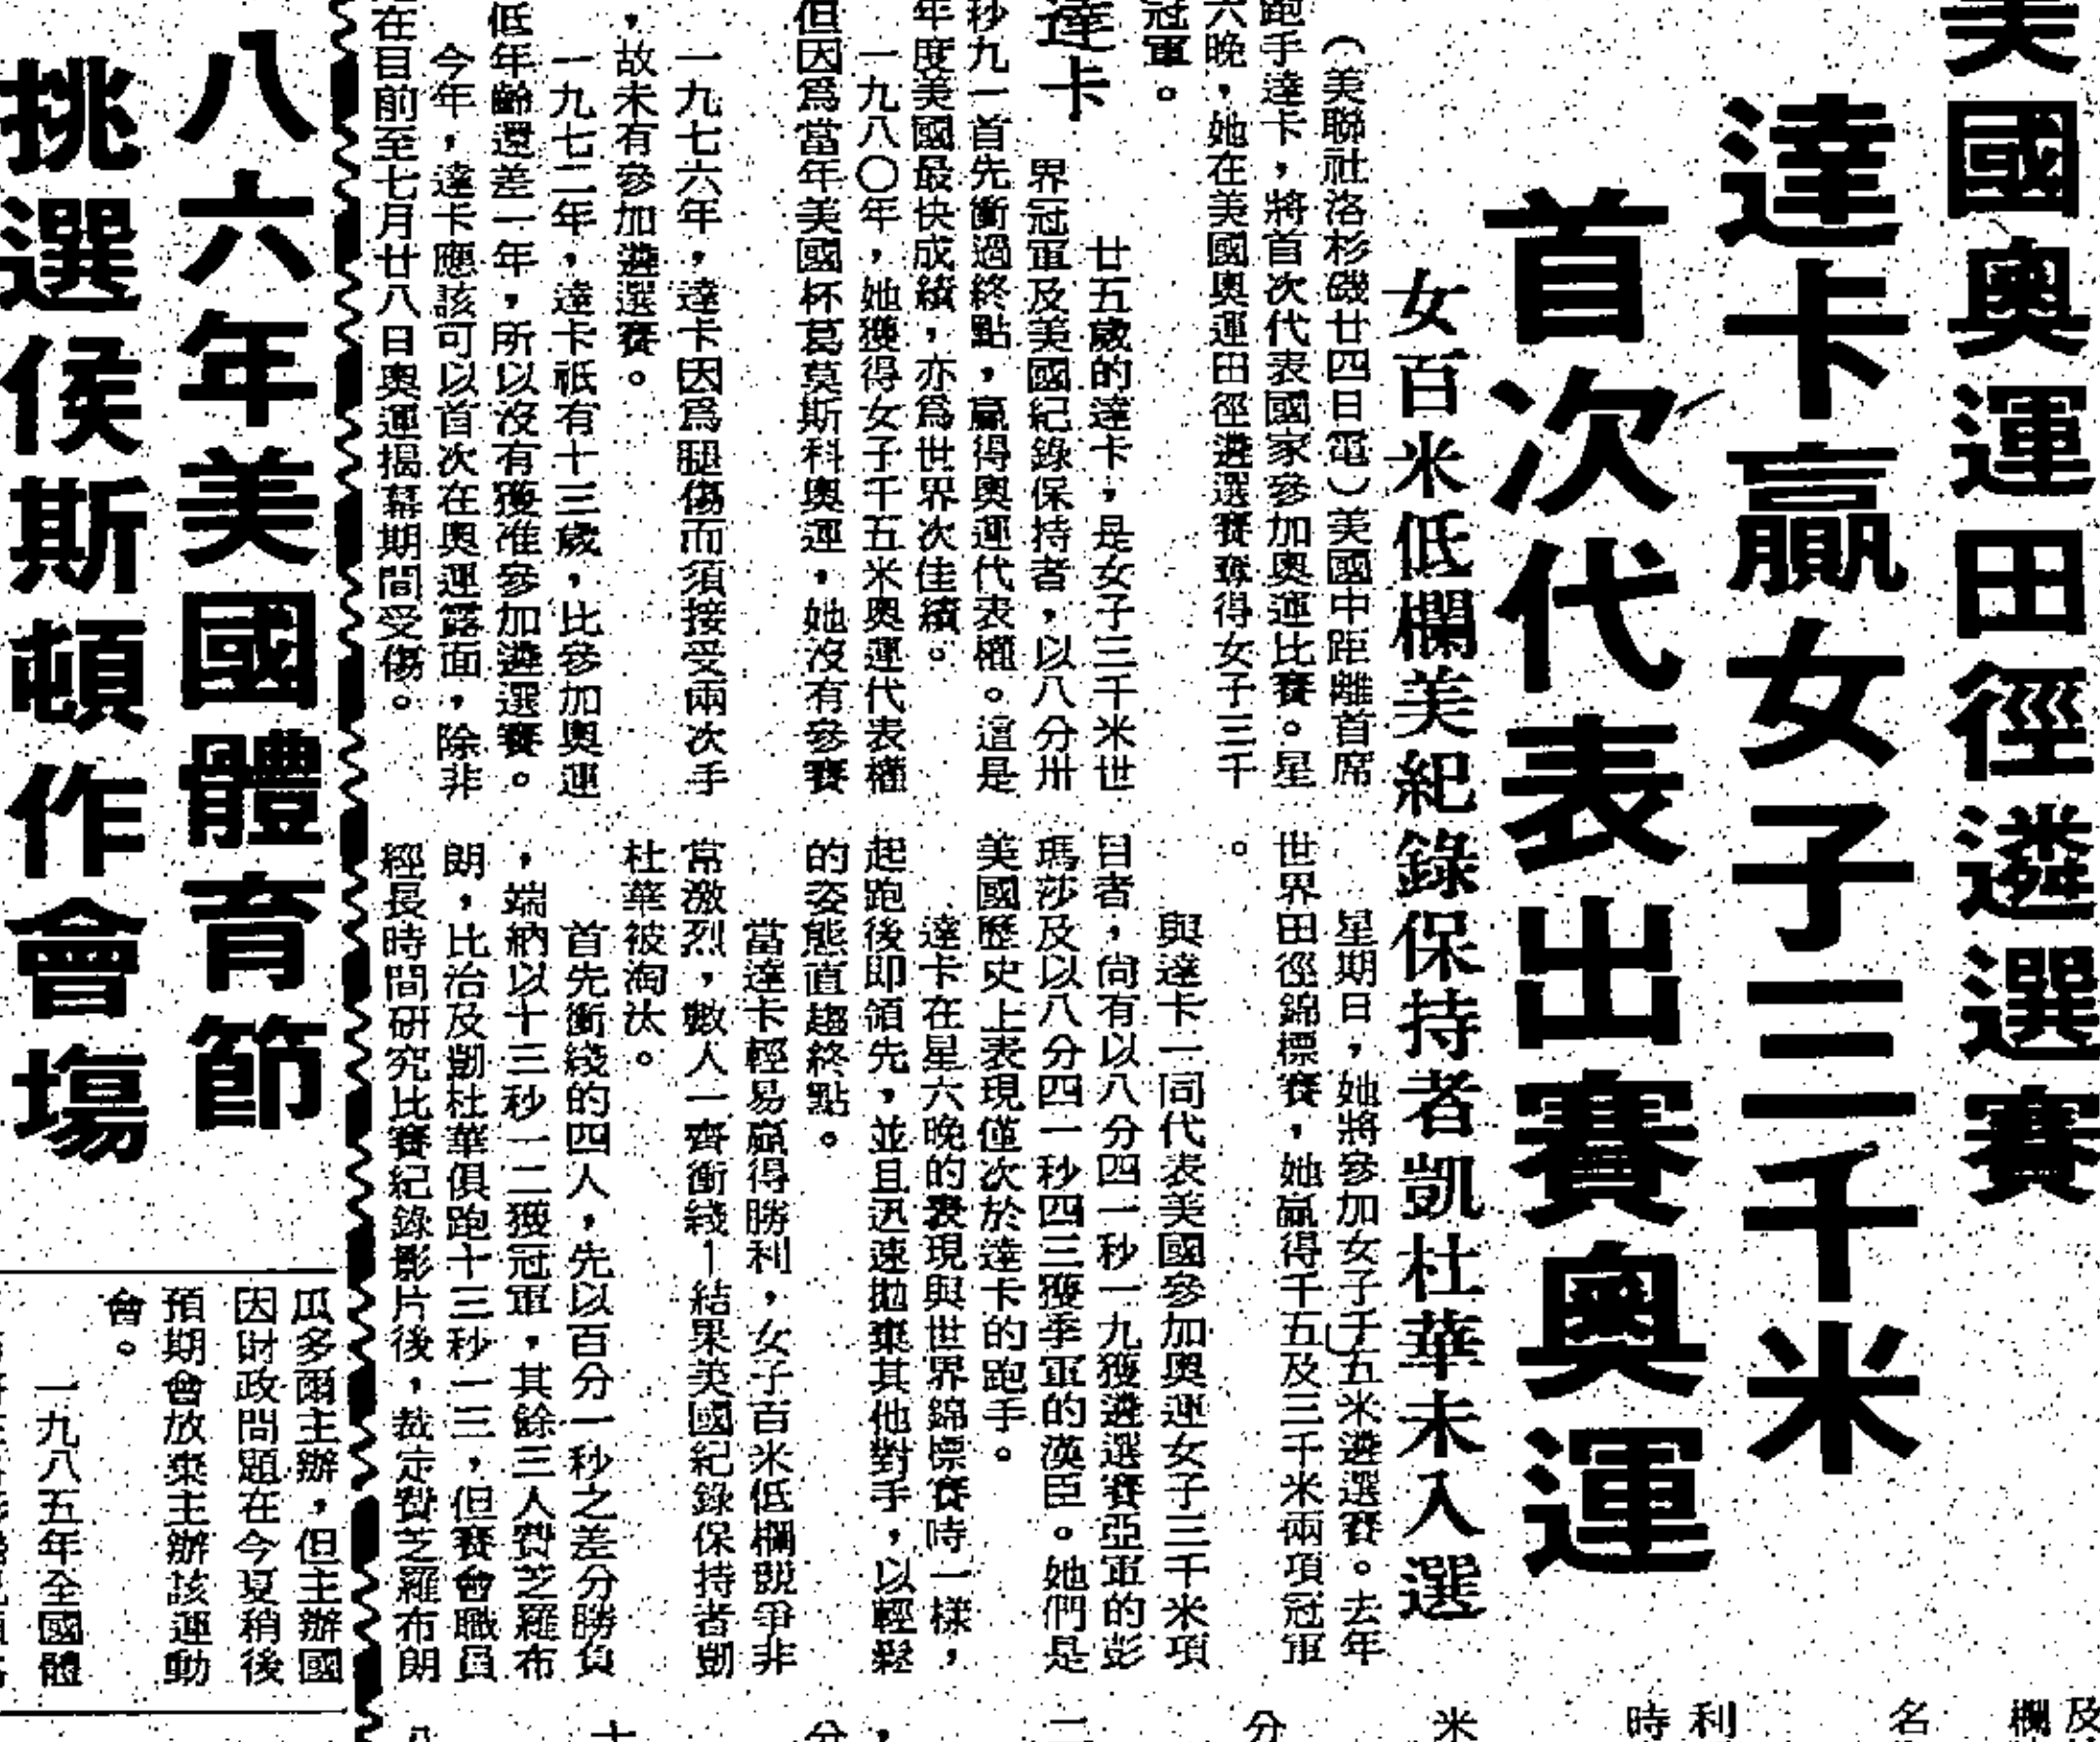 美國奧運田徑遴選賽
達卡贏女子三千米
首次代表出賽奧運
女百米低欄美紀錄保持者凱杜華未入選
（美聯社洛杉磯廿四日電）美國中距離首席
跑手達卡，將首次代表國家參加奧運比賽。星
六晚，她在美國奧運田徑遴選賽奪得女子三千
冠軍。
達卡
廿五歲的達卡，是女子三千米世
界冠軍及美國紀錄保持者，以八分卅
秒九一首先衝過終點，贏得奧運代表權。這是
年度美國最快成績，亦爲世界次佳績。
一九八〇年，她獲得女子千五米奧運代表權
但因爲當年美國杯葛莫斯科奧運，她沒有參賽
一九七六年，達卡因爲腿傷而須接受兩次手
，故未有參加遴選賽。
一九七二年，達卡祇有十三歲，比參加奧運
低年齡還差一年，所以沒有獲准參加遴選賽。
今年，達卡應該可以首次在奧運露面，除非
在目前至七月廿八日奧運揭幕期間受傷。
星期日，她將參加女子千五米遴選賽。去年
世界田徑錦標賽，她贏得千五及三千米兩項冠軍
。
與達卡一同代表美國參加奧運女子三千米項
目者，尚有以八分四一秒一九獲遴選賽亞軍的彭
瑪莎及以八分四一秒四三獲季軍的漢臣。她們是
美國歷史上表現僅次於達卡的跑手。
達卡在星六晚的表現與世界錦標賽時一樣，
起跑後即領先，並且迅速拋棄其他對手，以輕鬆
的姿態直趨終點。
當達卡輕易贏得勝利，女子百米低欄競爭非
常激烈，數人一齊衝綫－結果美國紀錄保持者凱
杜華被淘汰。
首先衝綫的四人，先以百分一秒之差分勝負
，端納以十三秒一二獲冠軍，其餘三人費芝羅布
朗，比治及凱杜華俱跑十三秒一三，但賽會職員
經長時間研究比賽紀錄影片後，裁定費芝羅布朗
八六年美國體育節
挑選侯斯頓作會場
瓜多爾主辦，但主辦國
因財政問題在今夏稍後
預期會放棄主辦該運動
會。
一九八五年全國體
及
欄
名
利
時
米
分